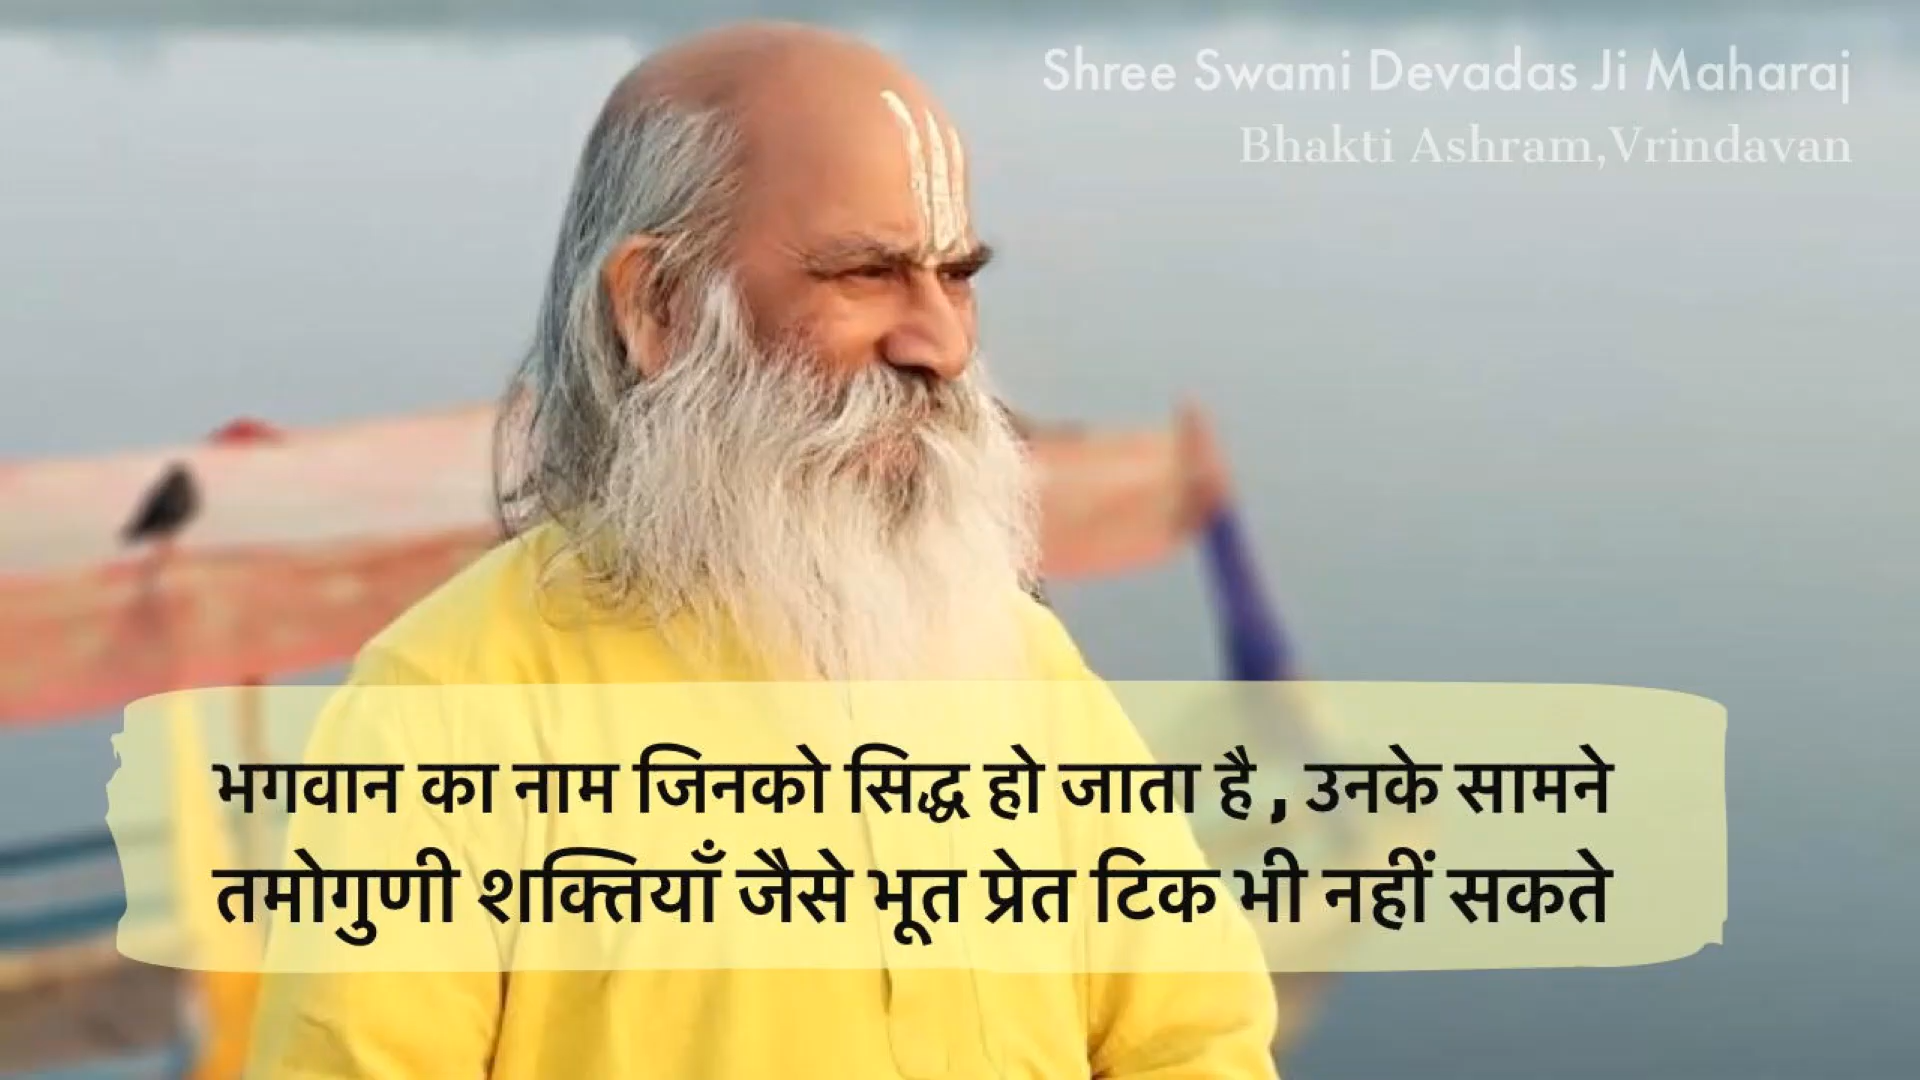 Shree Swami Devadas Ji Maharaj
Bhakti Ashram,Vrindavan
भगवान का नाम जिनको सिद्ध हो जाता है , उनके सामने
तमोगुणी शक्तियाँ जैसे भूत प्रेत टिक भी नहीं सकते